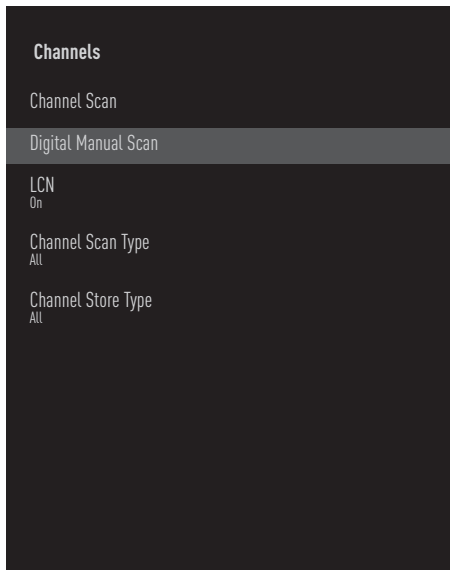 Channels
Channel Scan
Digital Manual Scan
LCN
On
Channel Scan Type
All
Channel Store Type
All